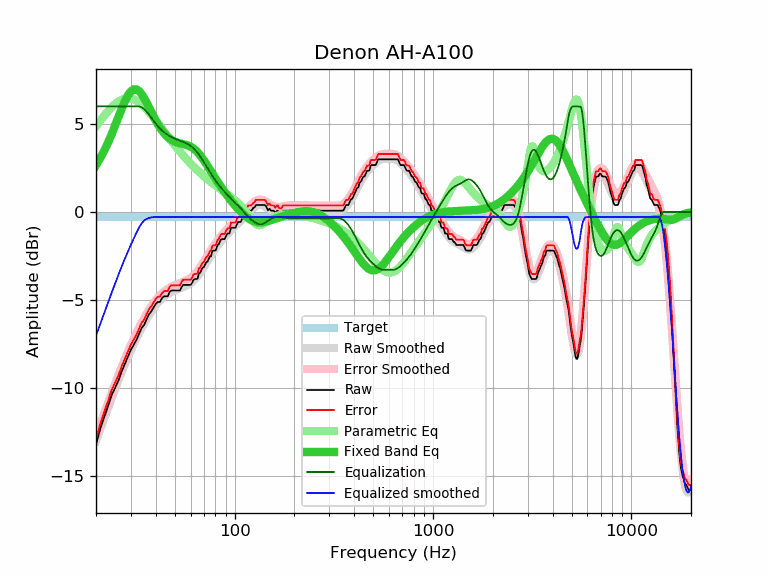 Denon AH-A100
Amplitude (dBr)
5
0
−5
−10
−15
Target
Raw Smoothed
Error Smoothed
Raw
Error
Parametric Eq
Fixed Band Eq
Equalization
Equalized smoothed
100
1000
10000
Frequency (Hz)